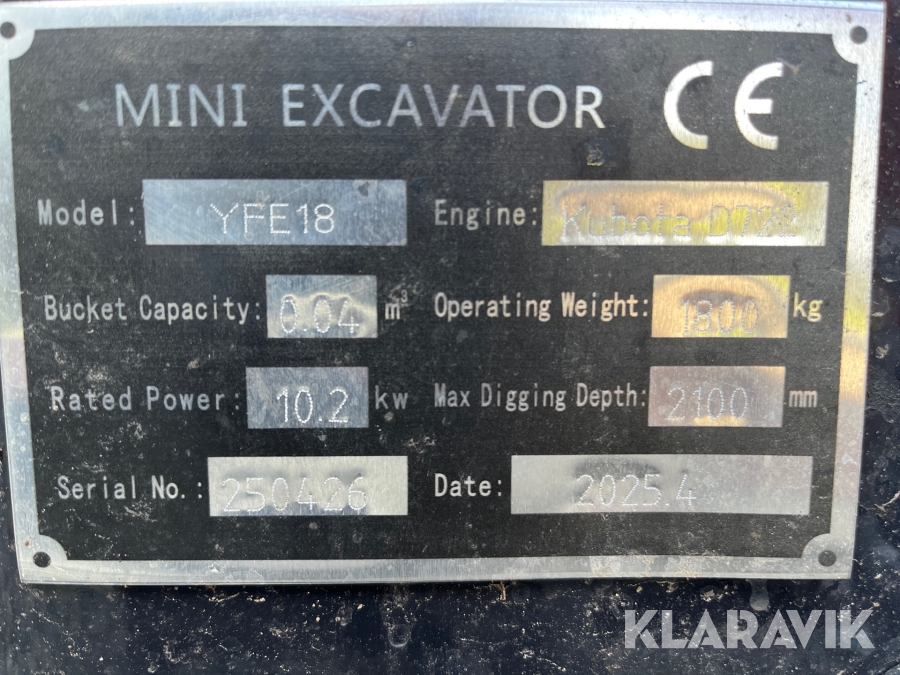 MINI EXCAVATOR CE
Model: YFE18 Engine: Kubota D722
Bucket Capacity: 0.04 m³ Operating Weight: 1800 kg
Rated Power: 10.2 kw Max Digging Depth: 2100 mm
Serial No.: 250426 Date: 2025.4
KLARAVIK